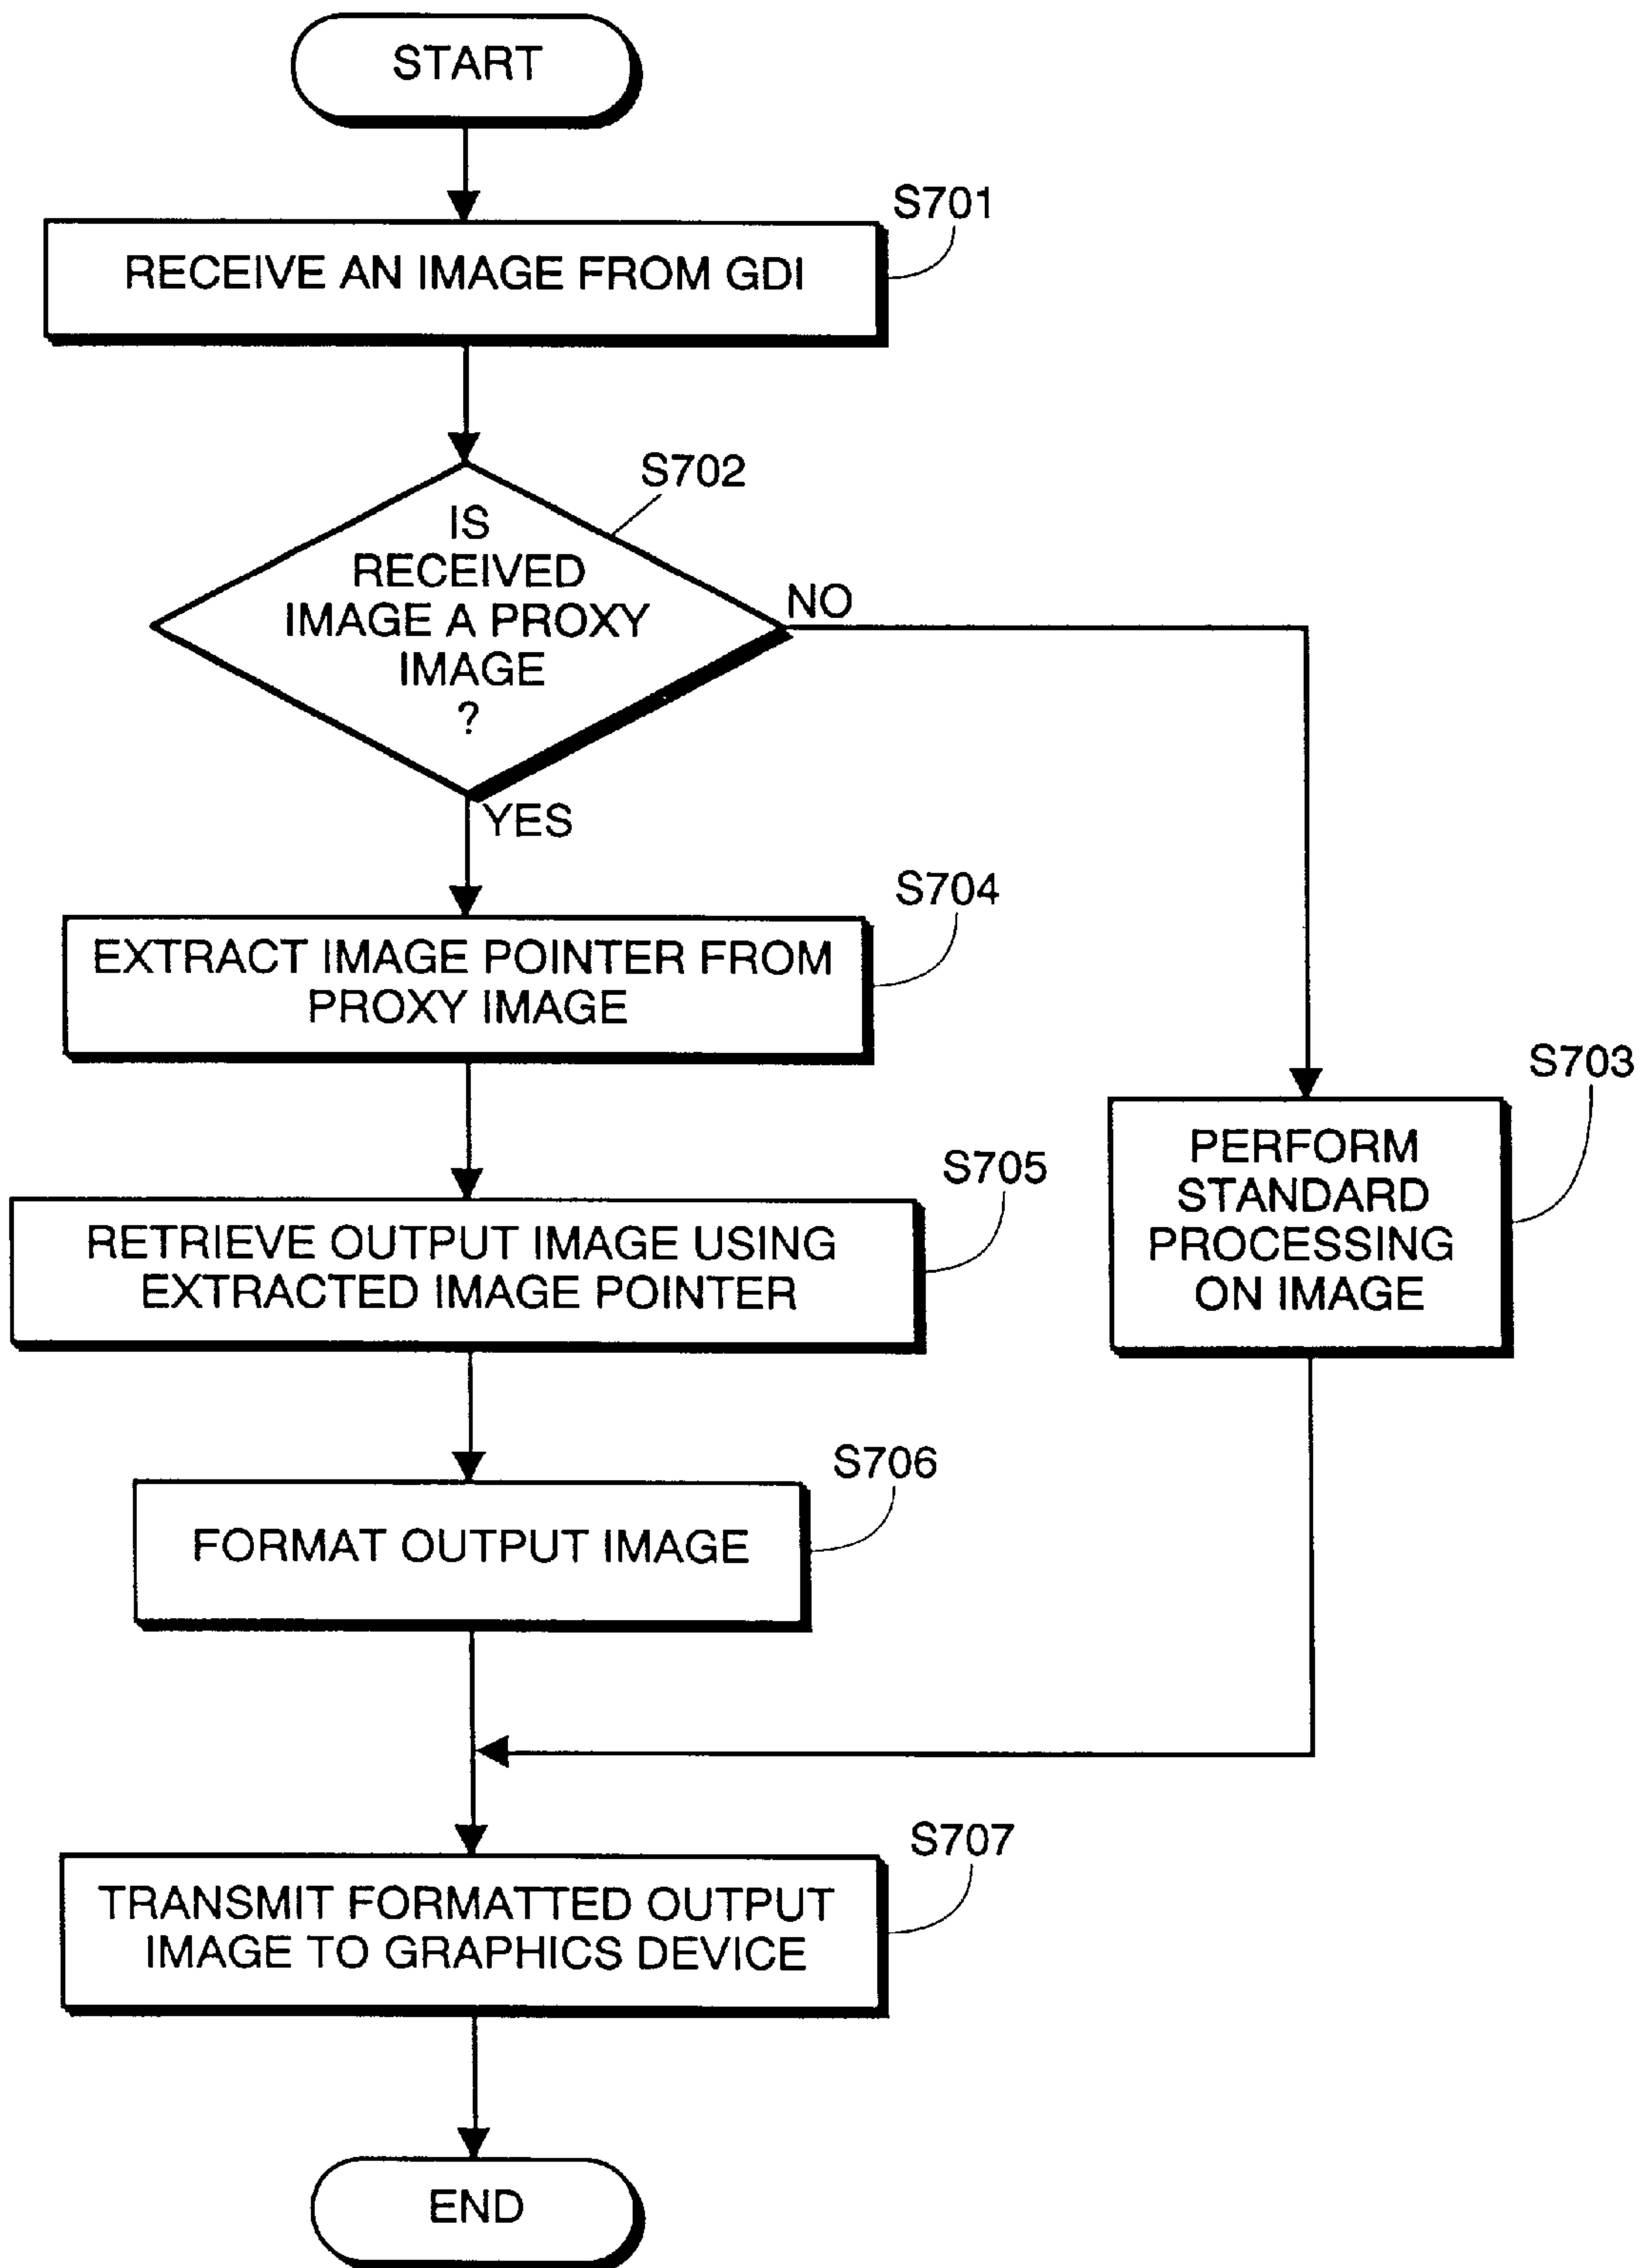 START
S701
RECEIVE AN IMAGE FROM GDI
S702
IS
RECEIVED
IMAGE A PROXY
IMAGE
?
NO
YES
S704
EXTRACT IMAGE POINTER FROM
PROXY IMAGE
S703
PERFORM
STANDARD
PROCESSING
ON IMAGE
S705
RETRIEVE OUTPUT IMAGE USING
EXTRACTED IMAGE POINTER
S706
FORMAT OUTPUT IMAGE
S707
TRANSMIT FORMATTED OUTPUT
IMAGE TO GRAPHICS DEVICE
END